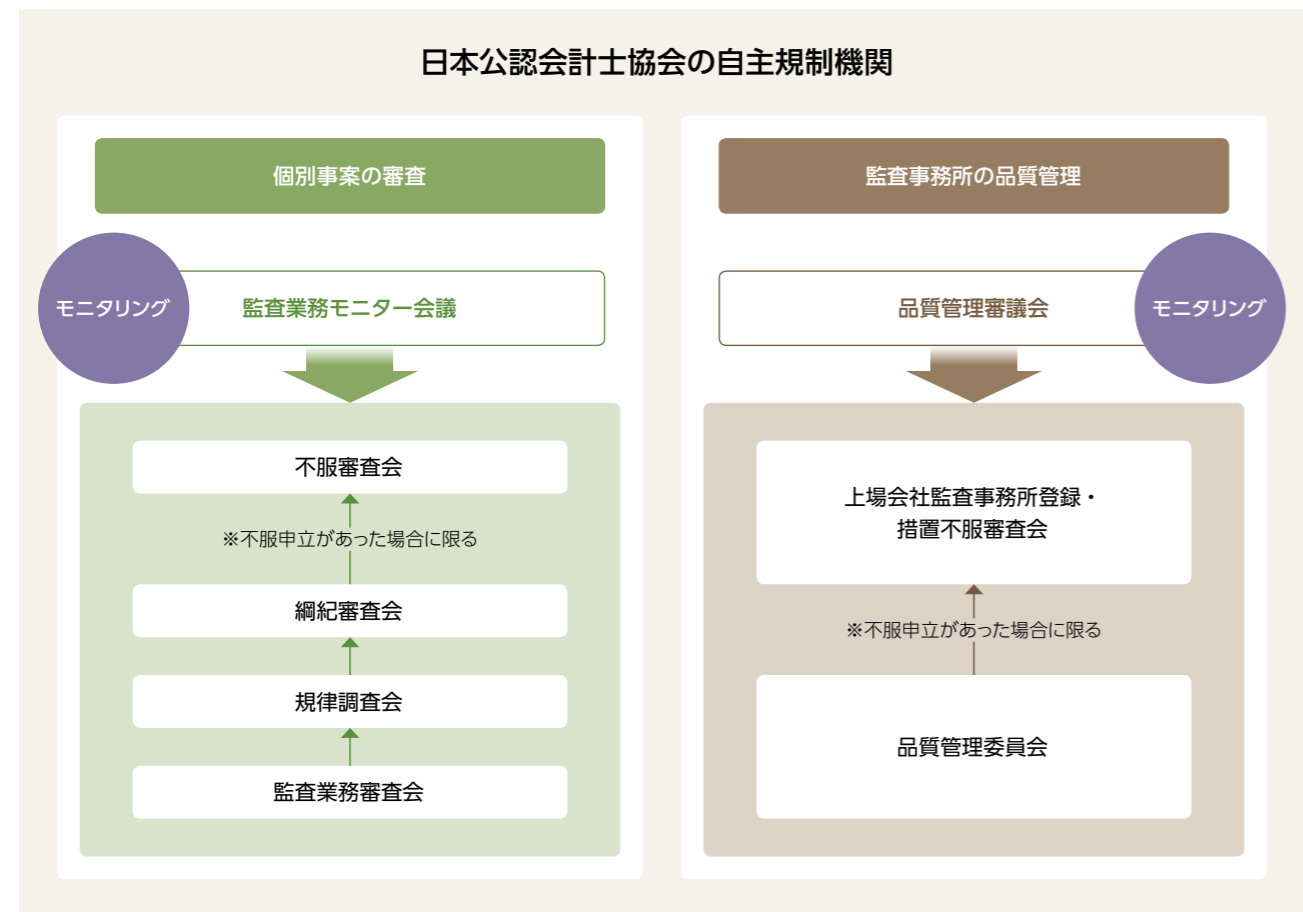 日本公認会計士協会の自主規制機関
個別事案の審査
モニタリング
監査業務モニター会議
不服審査会
※不服申立があった場合に限る
綱紀審査会
規律調査会
監査業務審査会
監査事務所の品質管理
品質管理審議会
モニタリング
上場会社監査事務所登録・
措置不服審査会
※不服申立があった場合に限る
品質管理委員会